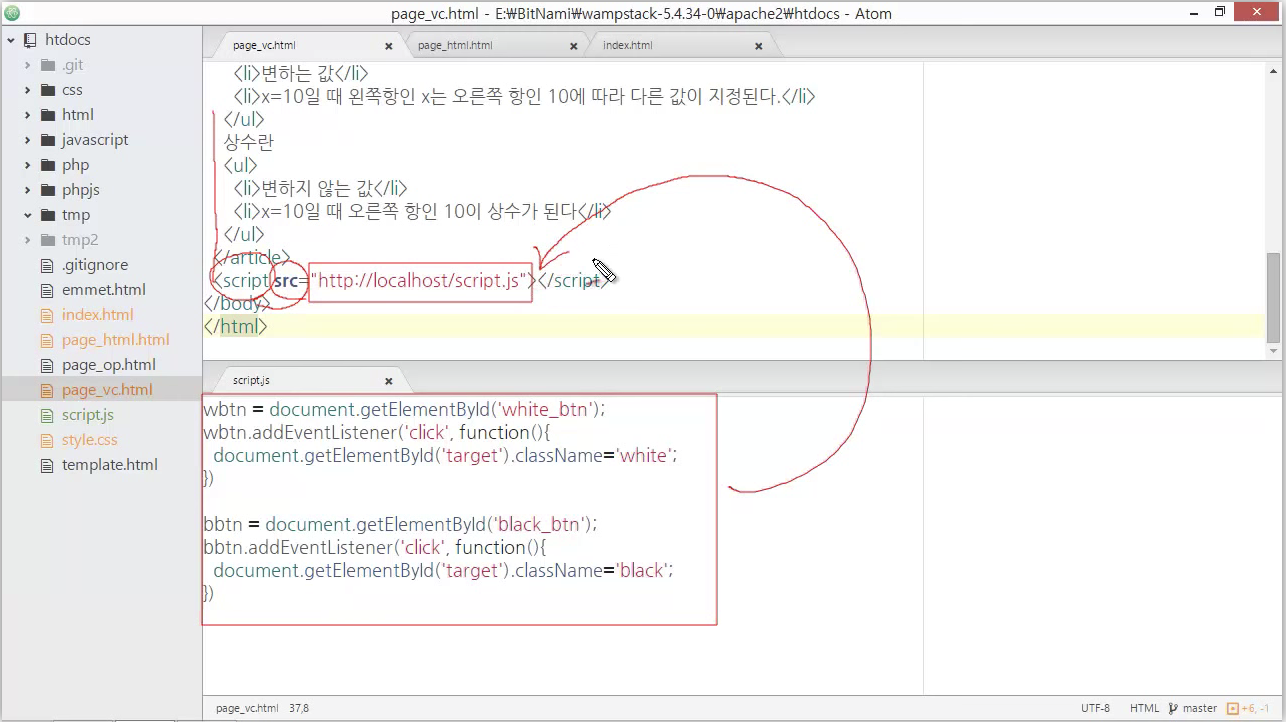 page_vc.html - E:₩BitNami₩wampstack-5.4.34-0₩apache2₩htdocs - Atom
htdocs
.git
css
html
javascript
php
phpjs
tmp
tmp2
.gitignore
emmet.html
index.html
page_html.html
page_op.html
page_vc.html
script.js
style.css
template.html
page_vc.html
page_html.html
index.html
<li>변하는 값</li>
<li>x=10일 때 왼쪽항인 x는 오른쪽 항인 10에 따라 다른 값이 지정된다.</li>
</ul>
상수란
<ul>
<li>변하지 않는 값</li>
<li>x=10일 때 오른쪽 항인 10이 상수가 된다</li>
</ul>
</article>
<script src="http://localhost/script.js"></script>
</body>
</html>
script.js
wbtn = document.getElementById('white_btn');
wbtn.addEventListener('click', function(){
document.getElementById('target').className='white';
})
bbtn = document.getElementById('black_btn');
bbtn.addEventListener('click', function(){
document.getElementById('target').className='black';
})
page_vc.html 37,8
UTF-8 HTML master +6, -1